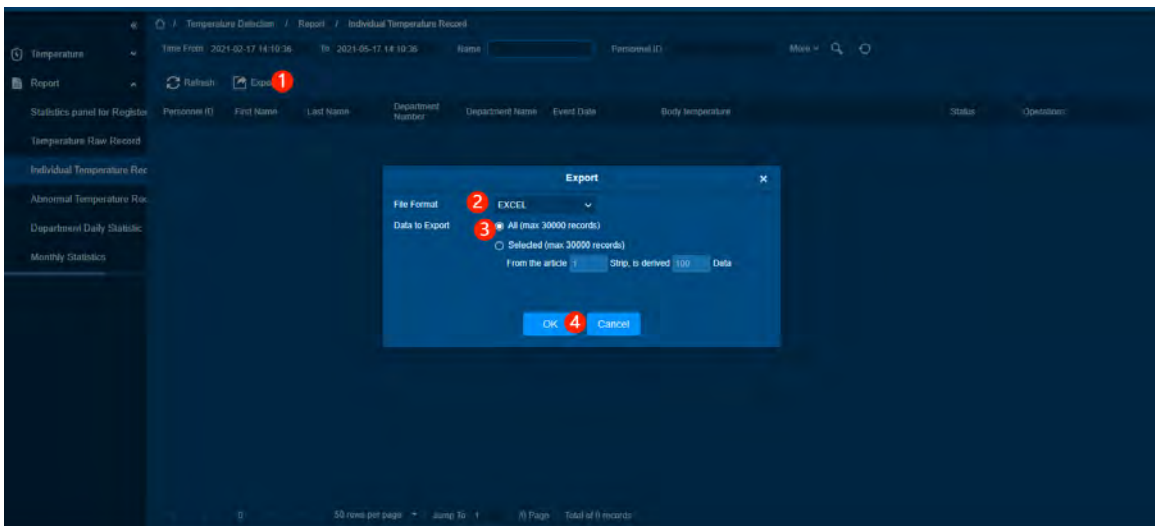 «
Temperature Detection / Report / Individual Temperature Record
Temperature
Time From 2021-02-17 14:10:36 To 2021-05-17 14:10:36 Name Personnel ID More
Report
Refresh 1
Statistics panel for Register
Personnel ID First Name Last Name Department Number Department Name Event Date Body temperature Status Operations
Temperature Raw Record
Individual Temperature Rec
Abnormal Temperature Rec
Department Daily Statistic
Monthly Statistics
Export ×
File Format 2 EXCEL
Data to Export 3 All (max 30000 records)
Selected (max 30000 records)
From the article 1 Strip, is derived 100 Data
OK 4 Cancel
0 50 rows per page Jump To 1 /0 Page Total of 0 records